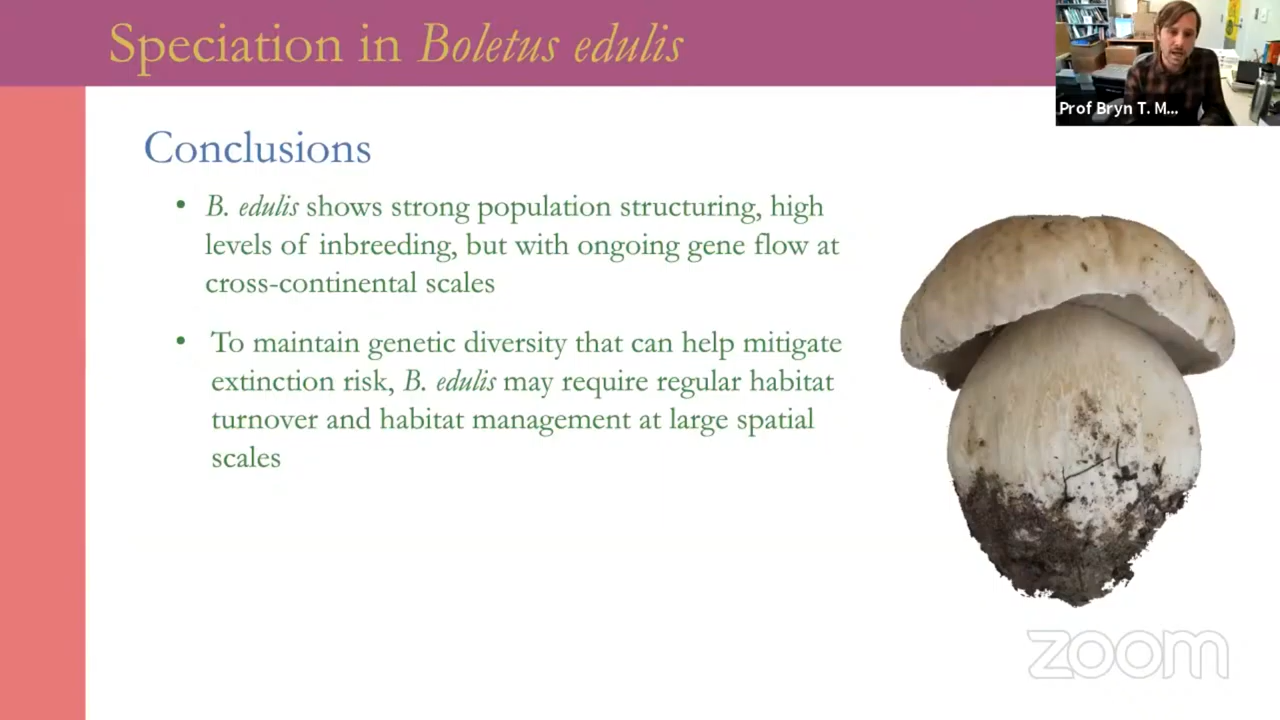 Speciation in Boletus edulis
Prof Bryn T. M...
Conclusions
• B. edulis shows strong population structuring, high
levels of inbreeding, but with ongoing gene flow at
cross-continental scales
• To maintain genetic diversity that can help mitigate
extinction risk, B. edulis may require regular habitat
turnover and habitat management at large spatial
scales
zoom